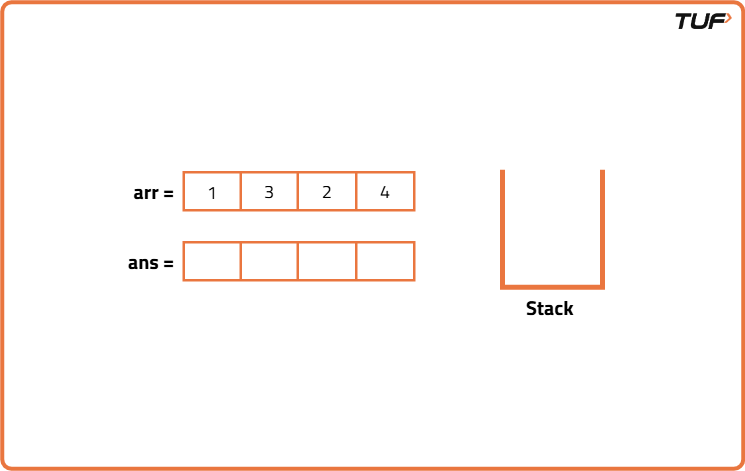 TUF
arr = 1 3 2 4
ans =
Stack